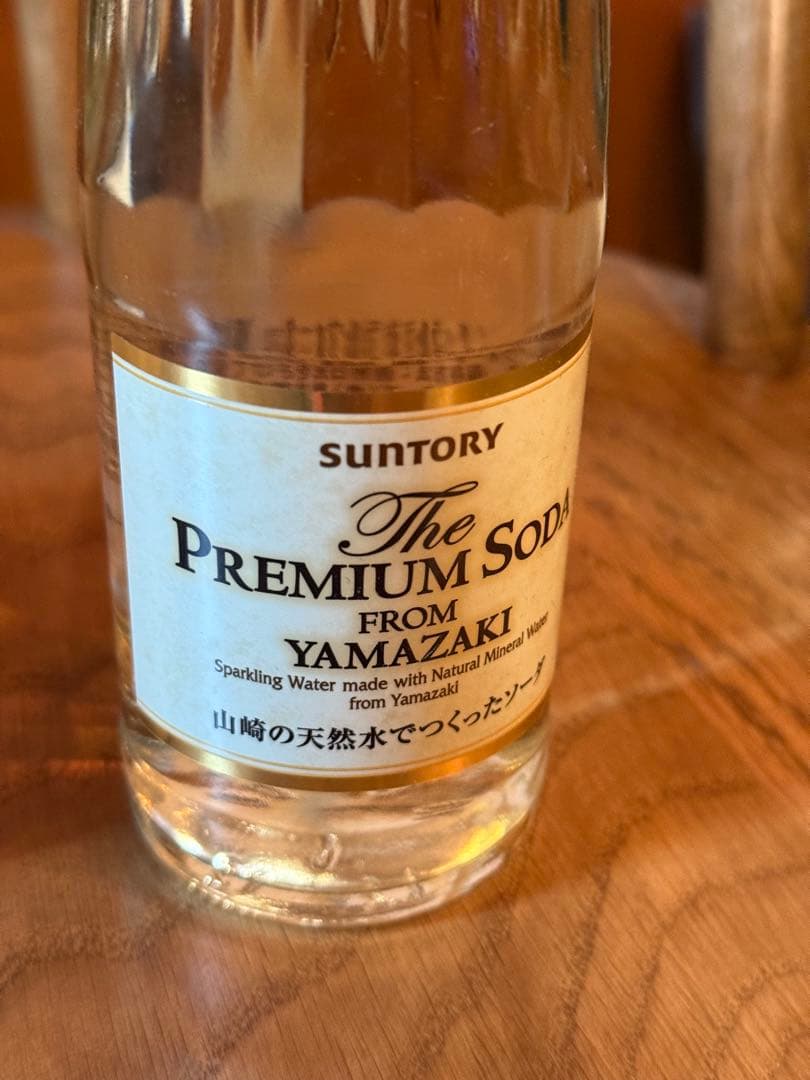 SUNTORY
The
PREMIUM SODA
FROM
YAMAZAKI
Sparkling Water made with Natural Mineral Water
from Yamazaki
山崎の天然水でつくったソーダ